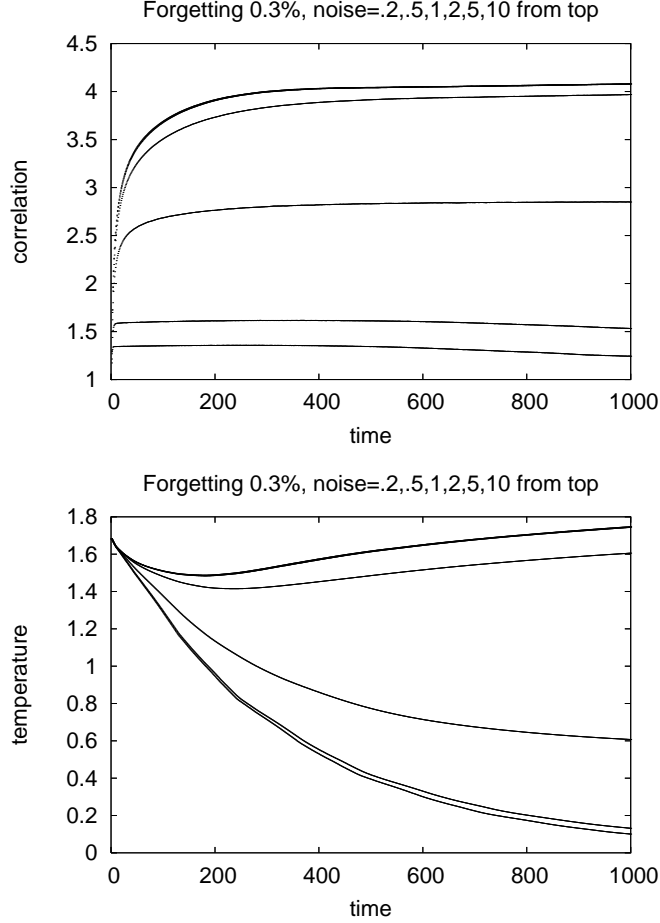 Forgetting 0.3%, noise=.2,.5,1,2,5,10 from top
4.5
4
3.5
3
2.5
2
1.5
1
correlation
0 200 400 600 800 1000
time
Forgetting 0.3%, noise=.2,.5,1,2,5,10 from top
1.8
1.6
1.4
1.2
1
0.8
0.6
0.4
0.2
0
temperature
0 200 400 600 800 1000
time